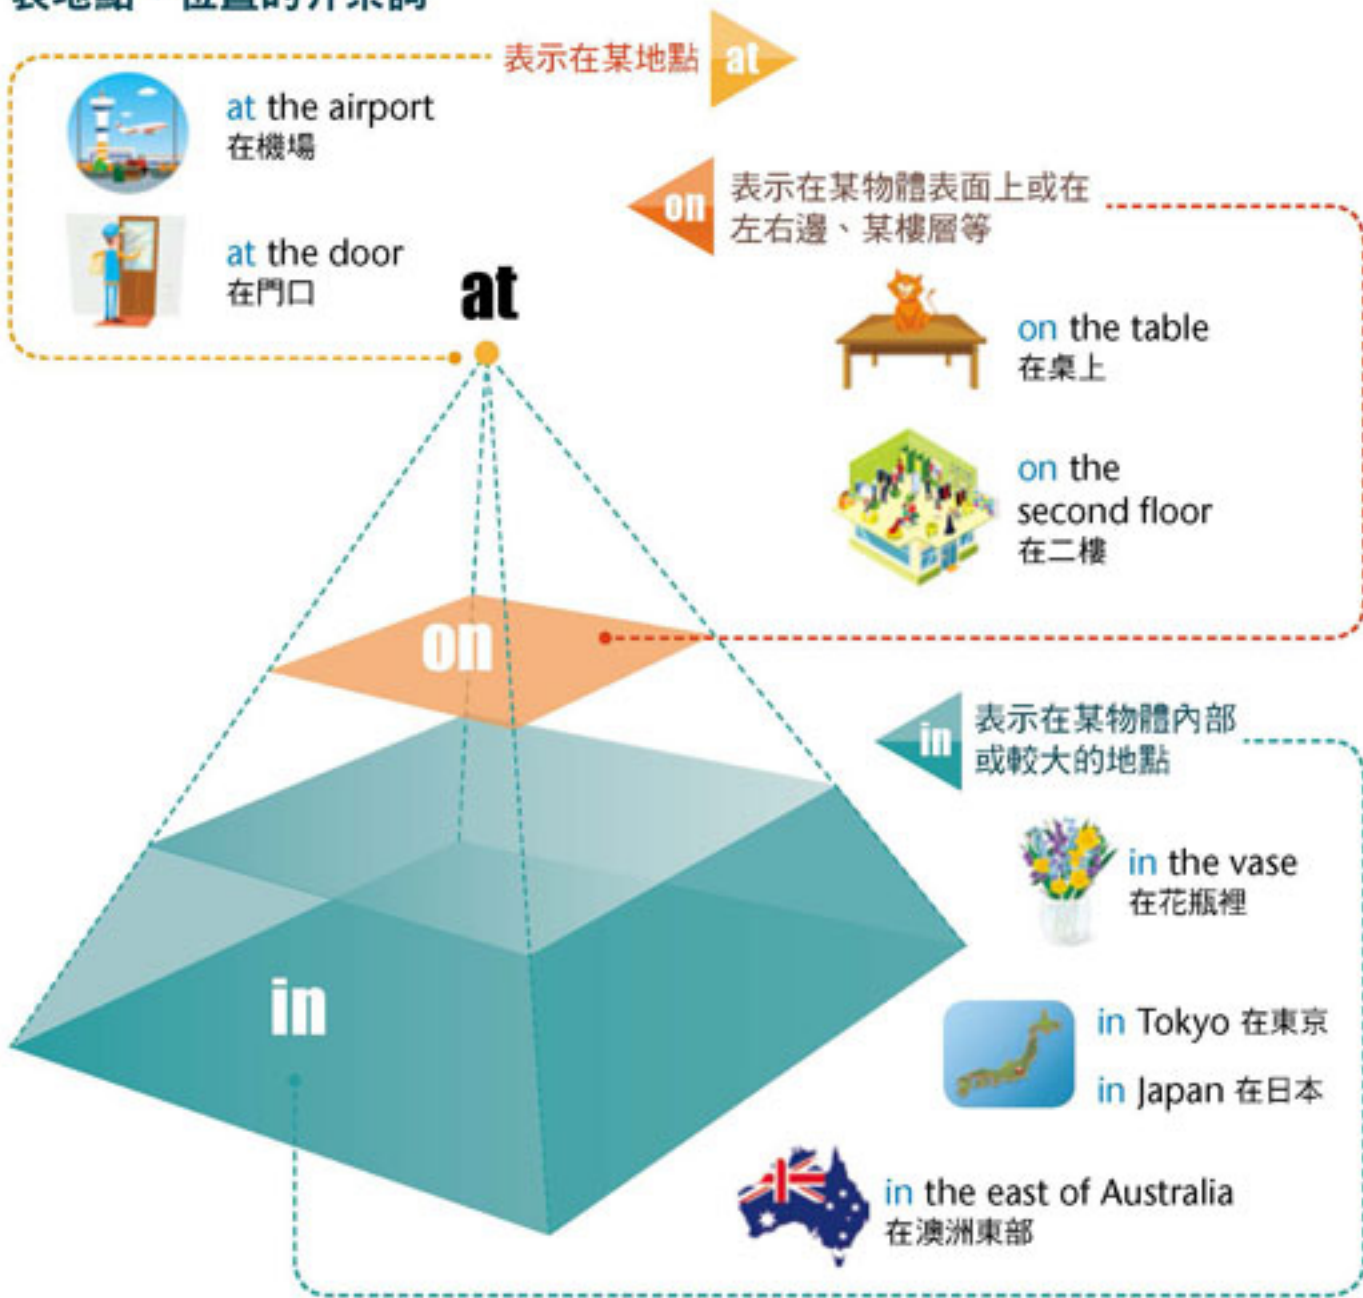 表示在某地點 at
at the airport
在機場
at the door
在門口
at
on 表示在某物體表面上或在
左右邊、某樓層等
on the table
在桌上
on the
second floor
在二樓
on
in 表示在某物體內部
或較大的地點
in the vase
在花瓶裡
in
in Tokyo 在東京
in Japan 在日本
in the east of Australia
在澳洲東部